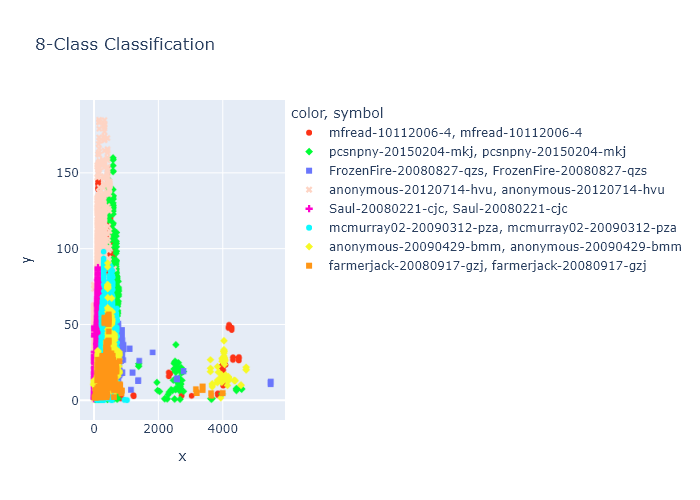 8-Class Classification
color, symbol
mfread-10112006-4, mfread-10112006-4
pcsnpny-20150204-mkj, pcsnpny-20150204-mkj
FrozenFire-20080827-qzs, FrozenFire-20080827-qzs
anonymous-20120714-hvu, anonymous-20120714-hvu
Saul-20080221-cjc, Saul-20080221-cjc
mcmurray02-20090312-pza, mcmurray02-20090312-pza
anonymous-20090429-bmm, anonymous-20090429-bmm
farmerjack-20080917-gzj, farmerjack-20080917-gzj
150
100
50
0
y
0 2000 4000
x